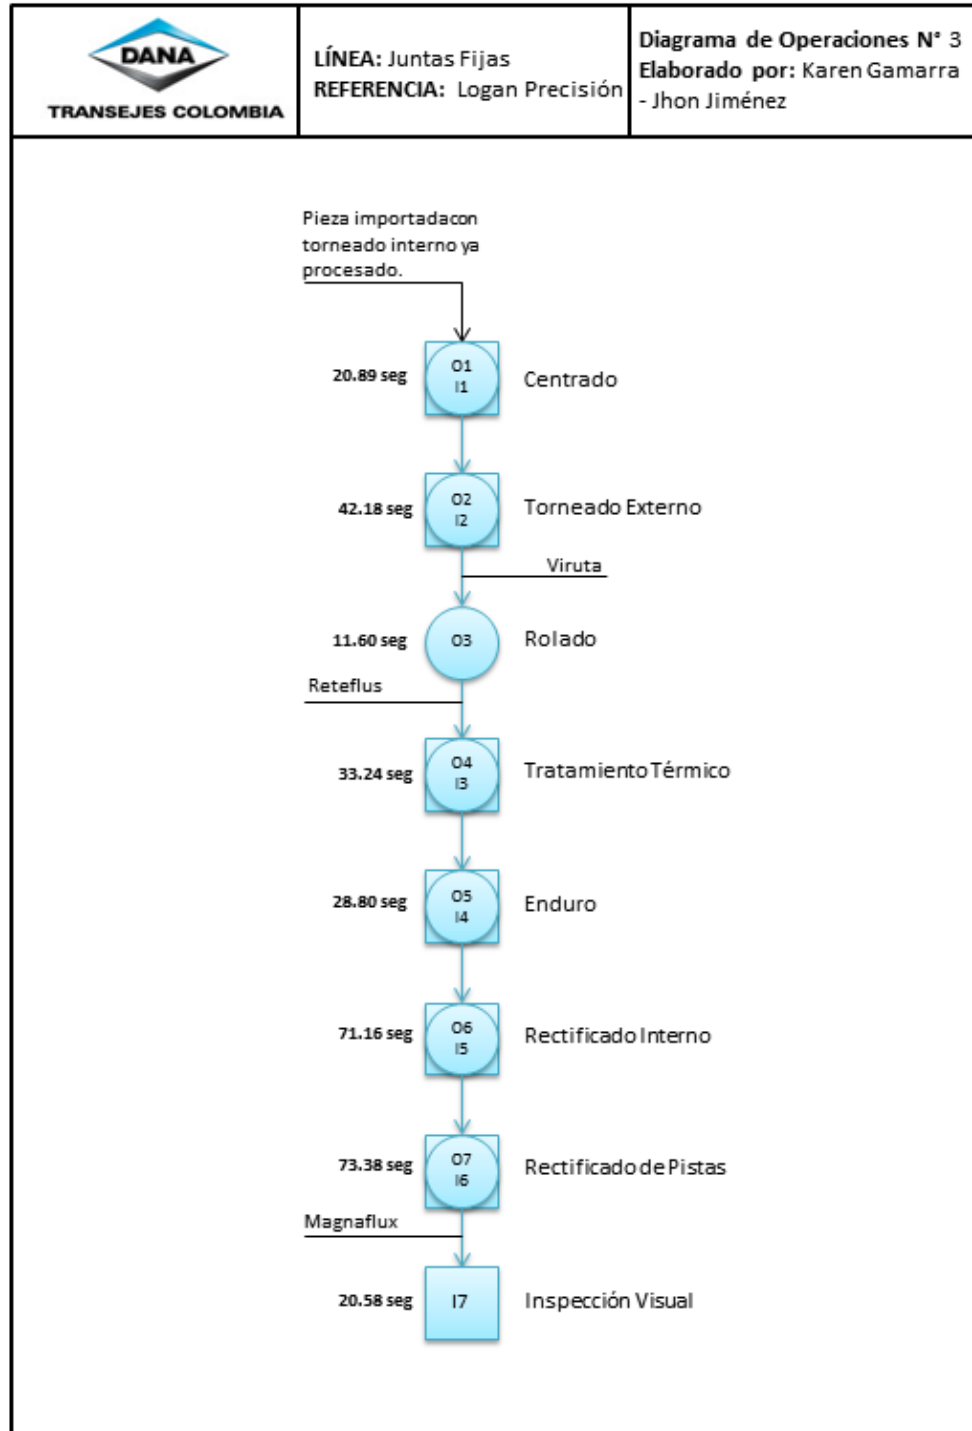 DANA
TRANSEJES COLOMBIA
LÍNEA: Juntas Fijas
REFERENCIA: Logan Precisión
Diagrama de Operaciones N° 3
Elaborado por: Karen Gamarra
- Jhon Jiménez
Pieza importadacon
torneado interno ya
procesado.
20.89 seg
O1
I1
Centrado
42.18 seg
O2
I2
Torneado Externo
Viruta
11.60 seg
O3
Rolado
Reteflus
33.24 seg
O4
I3
Tratamiento Térmico
28.80 seg
O5
I4
Enduro
71.16 seg
O6
I5
Rectificado Interno
73.38 seg
O7
I6
Rectificado de Pistas
Magnaflux
20.58 seg
I7
Inspección Visual